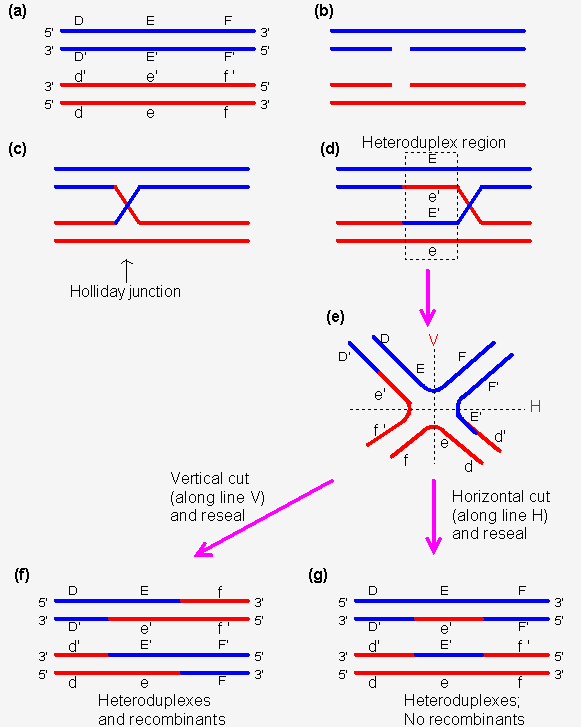 (a)
D E F
5' 3'
3' 5'
D' E' F'
d' e' f'
3' 5'
5' 3'
d e f
(b)
(c)
Holliday junction
(d)
Heteroduplex region
E
e'
E'
e
(e)
V
D' D E F F'
e' E' H
f' f e d d'
Vertical cut
(along line V)
and reseal
Horizontal cut
(along line H)
and reseal
(f)
D E f
5' 3'
3' 5'
D' e' f'
d' E' F'
3' 5'
5' 3'
d e F
Heteroduplexes
and recombinants
(g)
D E F
5' 3'
3' 5'
D' e' F'
d' E' f'
3' 5'
5' 3'
d e f
Heteroduplexes;
No recombinants